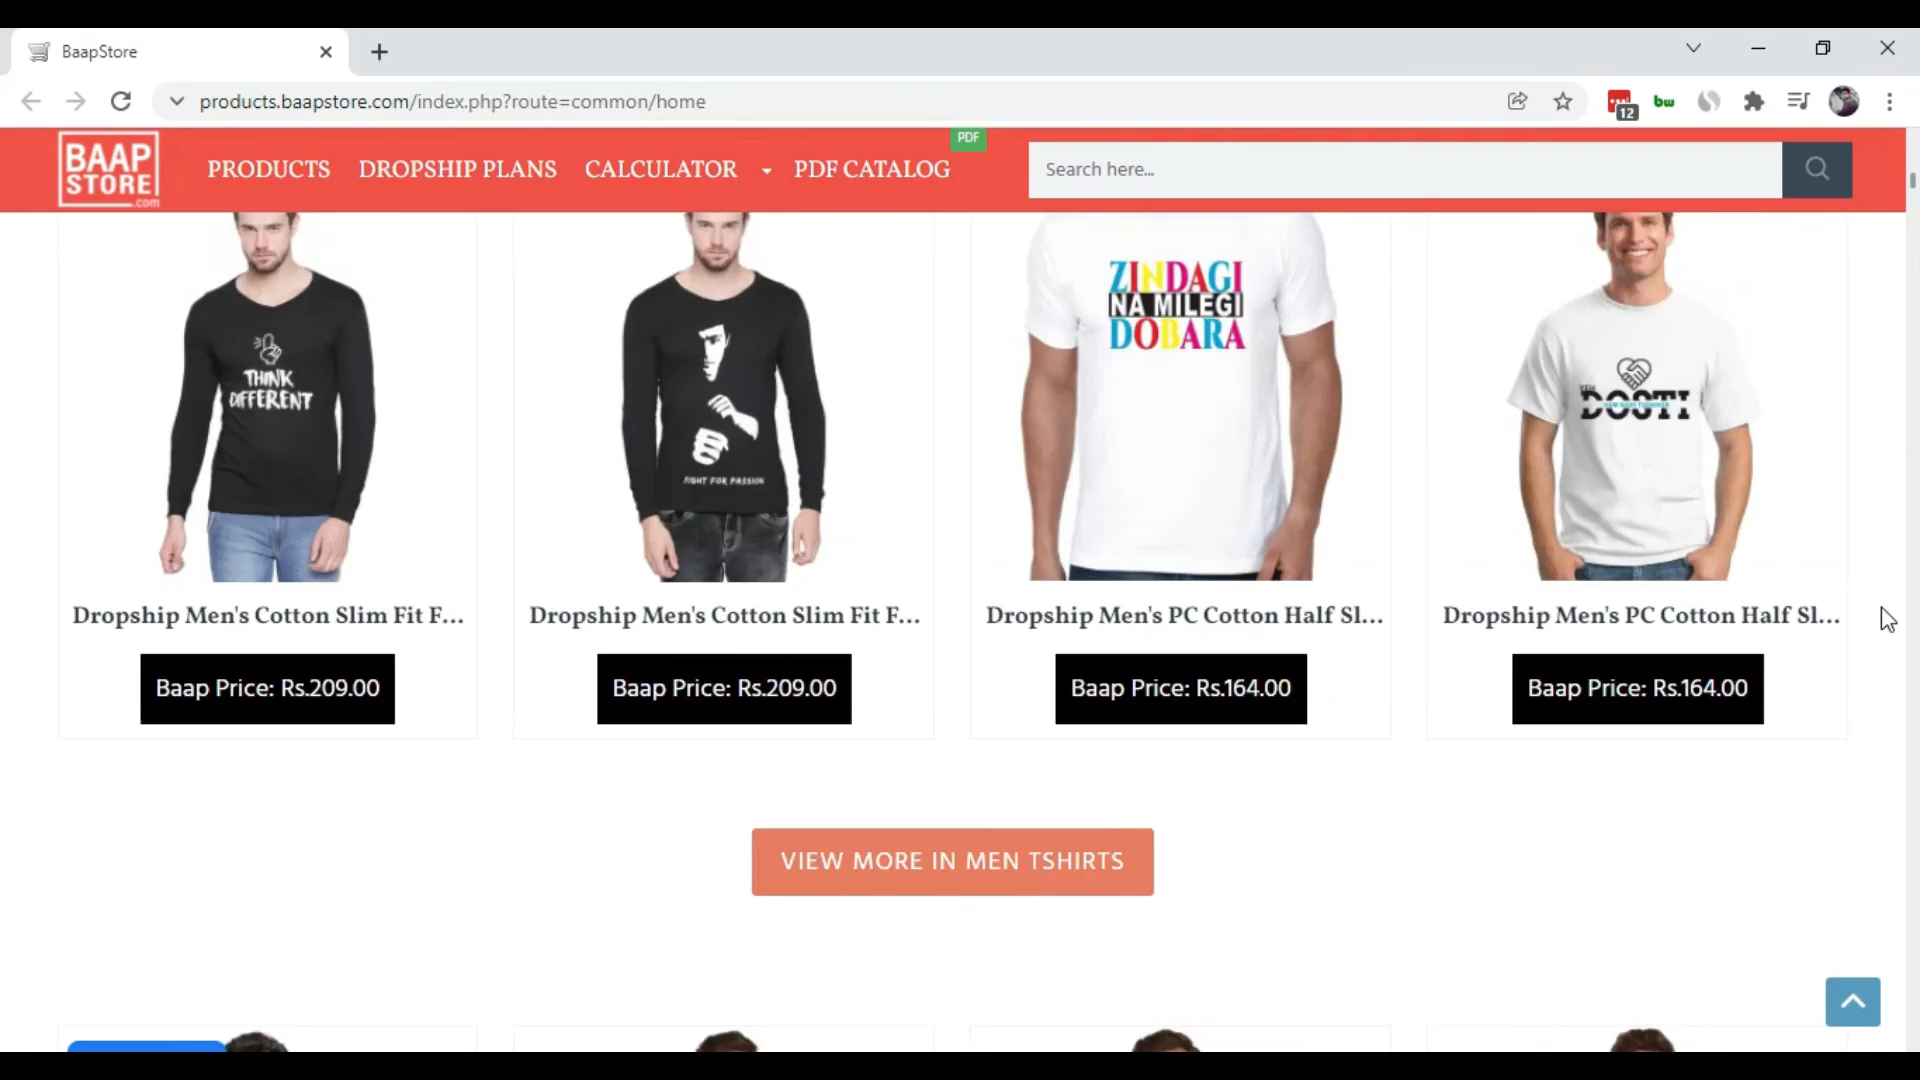 BaapStore
products.baapstore.com/index.php?route=common/home
12
bw
BAAP
STORE
.com
PRODUCTS
DROPSHIP PLANS
CALCULATOR
PDF CATALOG
PDF
Search here...
THINK
DIFFERENT
FIGHT FOR PASSION
ZINDAGI
NA MILEGI
DOBARA
YEH
DOSTI
Dropship Men's Cotton Slim Fit F...
Dropship Men's Cotton Slim Fit F...
Dropship Men's PC Cotton Half Sl...
Dropship Men's PC Cotton Half Sl...
Baap Price: Rs.209.00
Baap Price: Rs.209.00
Baap Price: Rs.164.00
Baap Price: Rs.164.00
VIEW MORE IN MEN TSHIRTS